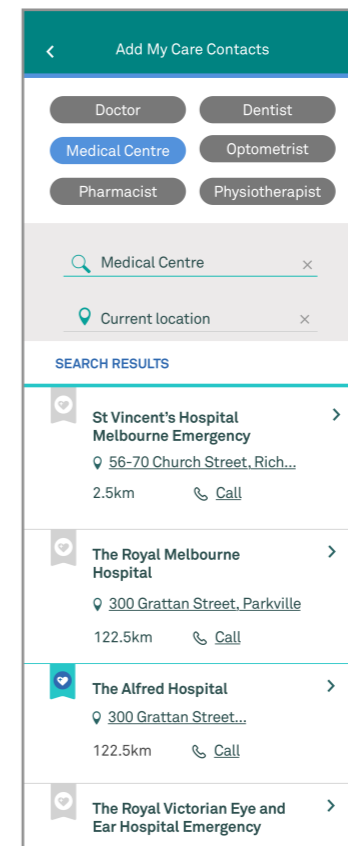 Add My Care Contacts
Doctor
Dentist
Medical Centre
Optometrist
Pharmacist
Physiotherapist
Medical Centre
Current location
SEARCH RESULTS
St Vincent's Hospital
Melbourne Emergency
56-70 Church Street, Rich...
2.5km Call
The Royal Melbourne
Hospital
300 Grattan Street, Parkville
122.5km Call
The Alfred Hospital
300 Grattan Street...
122.5km Call
The Royal Victorian Eye and
Ear Hospital Emergency